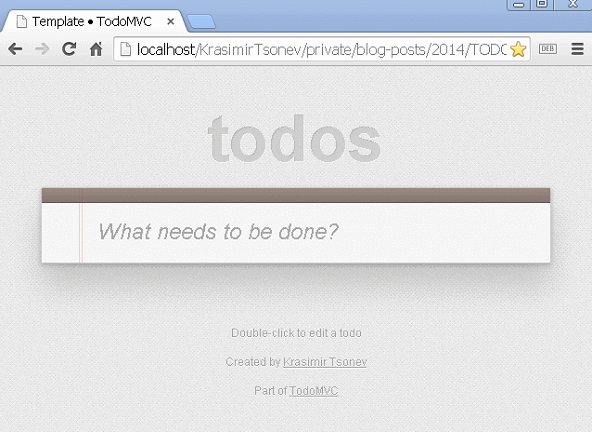 Template • TodoMVC
localhost/KrasimirTsonev/private/blog-posts/2014/TODO
DEB
todos
What needs to be done?
Double-click to edit a todo
Created by Krasimir Tsonev
Part of TodoMVC